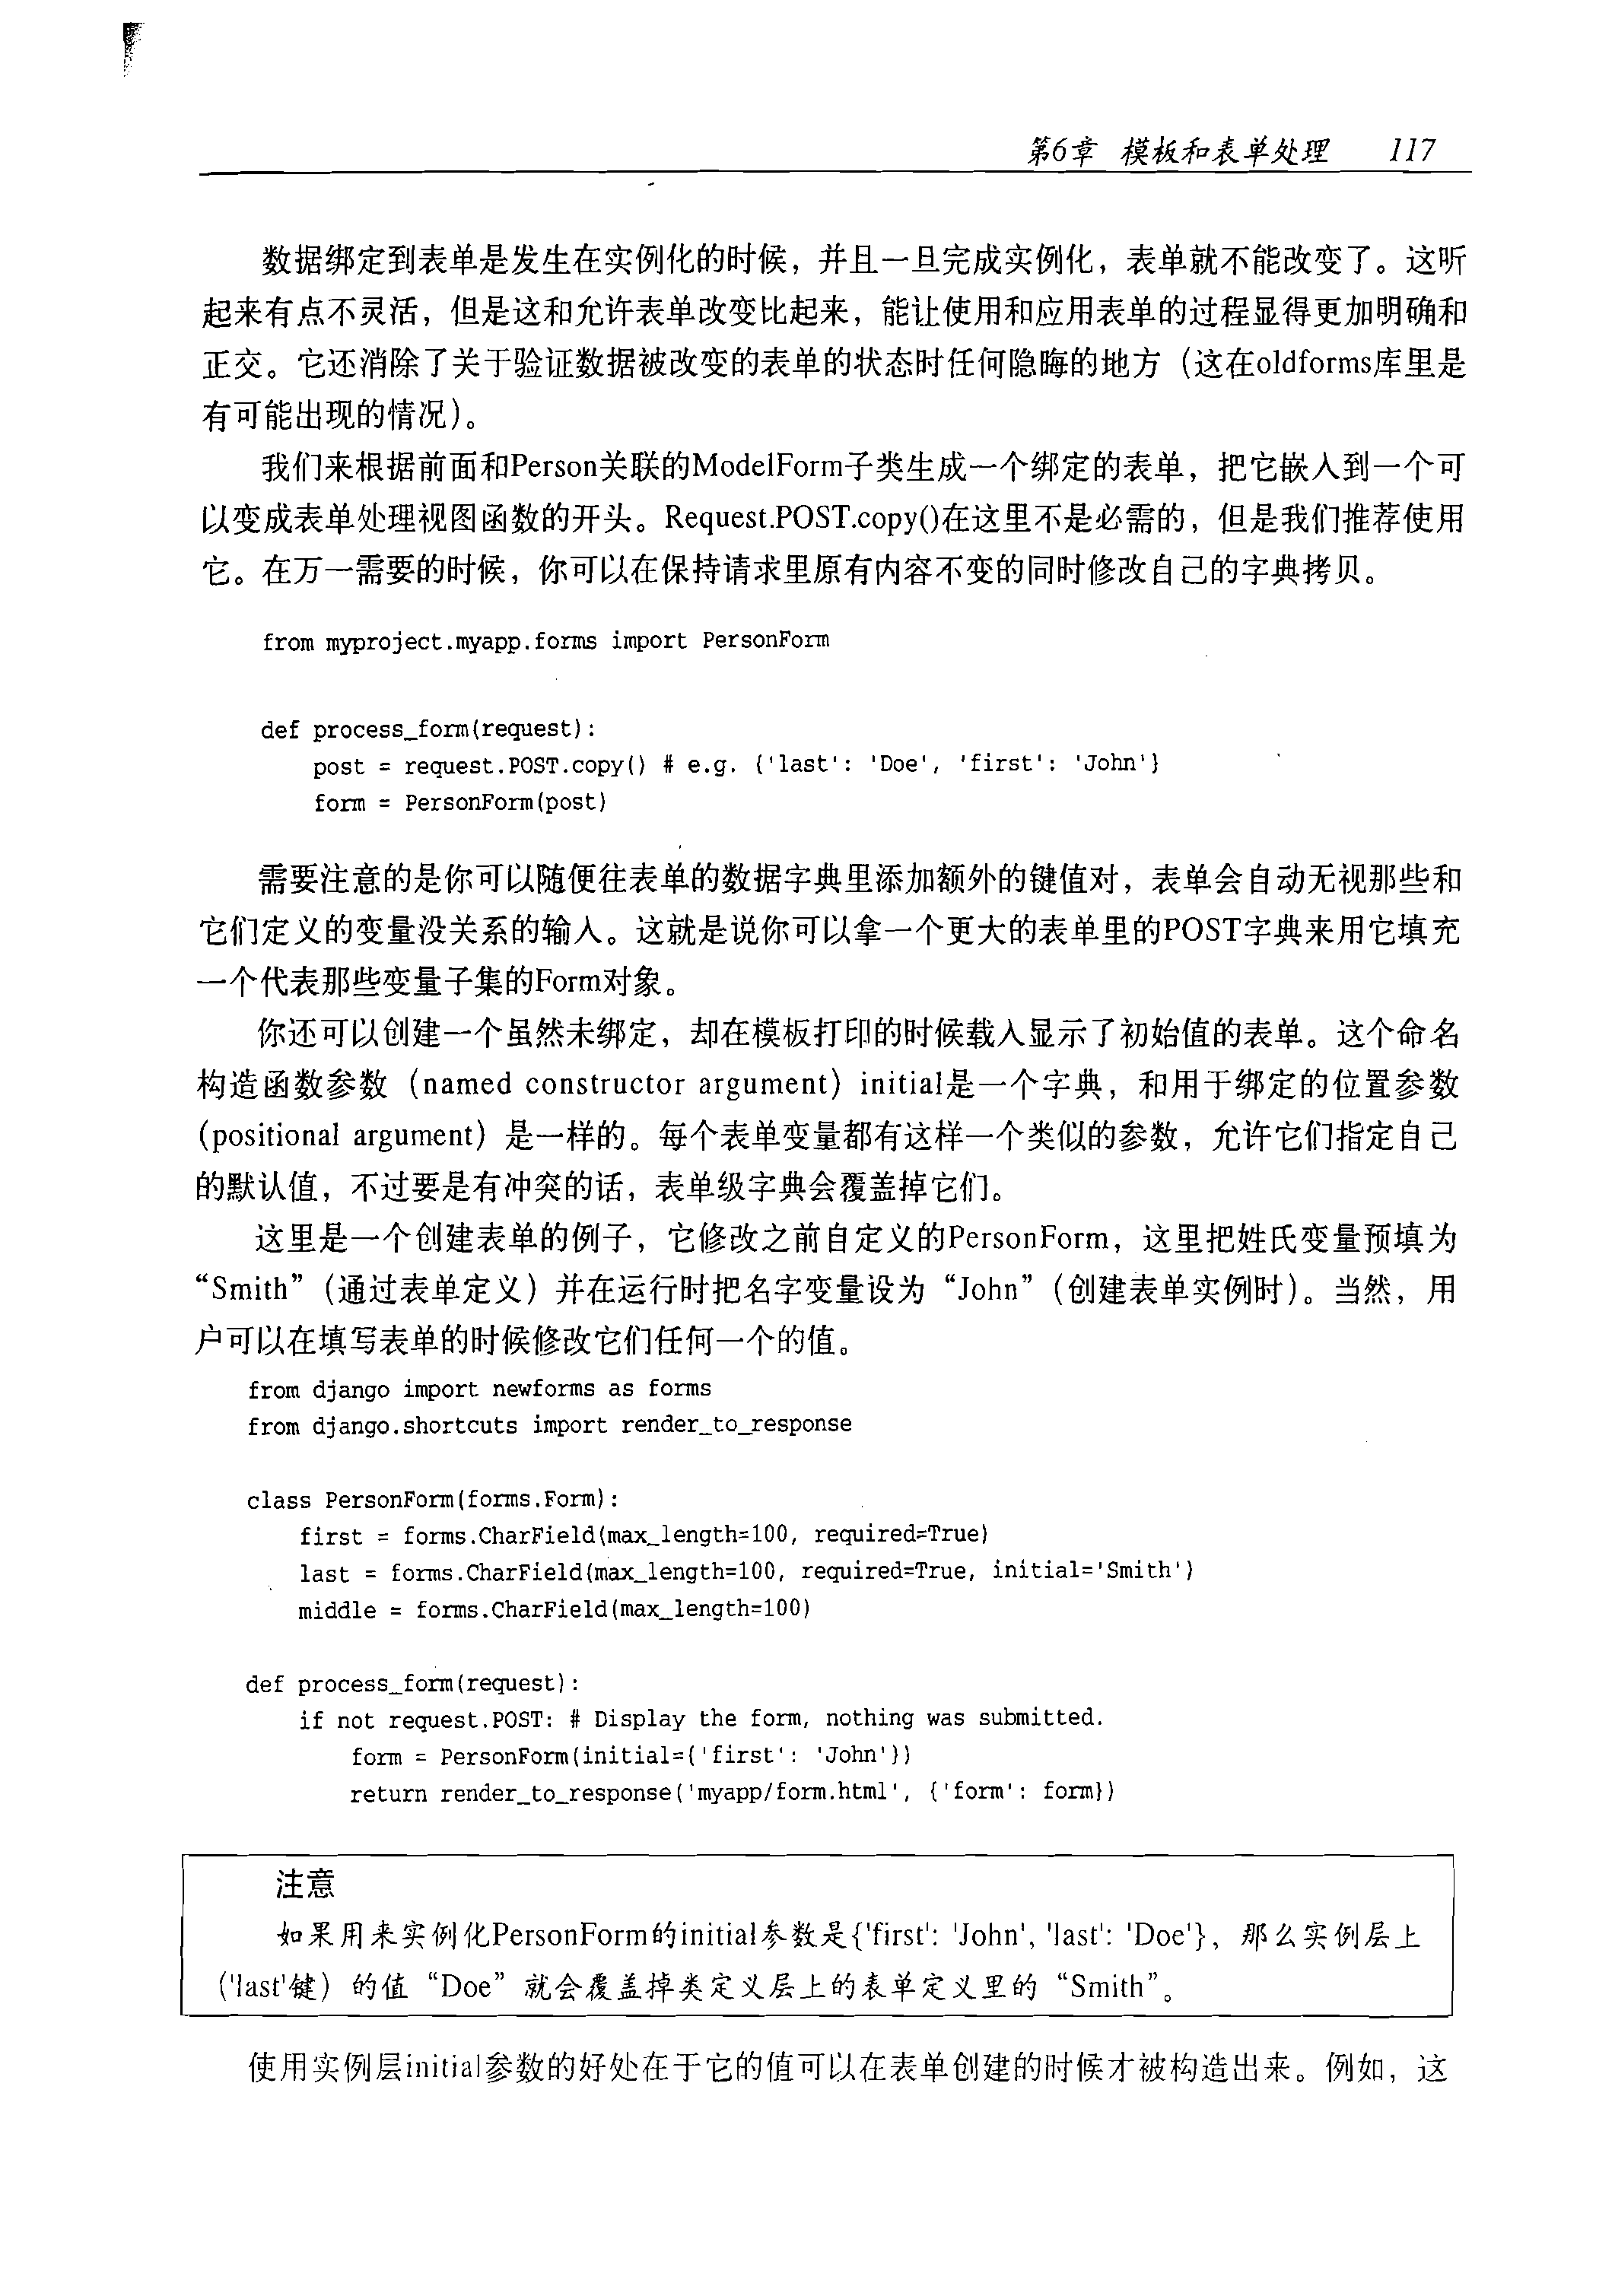 第6章 模板和表单处理 117
数据绑定到表单是发生在实例化的时候，并且一旦完成实例化，表单就不能改变了。这听
起来有点不灵活，但是这和允许表单改变比起来，能让使用和应用表单的过程显得更加明确和
正交。它还消除了关于验证数据被改变的表单的状态时任何隐晦的地方（这在oldforms库里是
有可能出现的情况）。
我们来根据前面和Person关联的ModelForm子类生成一个绑定的表单，把它嵌入到一个可
以变成表单处理视图函数的开头。Request.POST.copy()在这里不是必需的，但是我们推荐使用
它。在万一需要的时候，你可以在保持请求里原有内容不变的同时修改自己的字典拷贝。
from myproject.myapp.forms import PersonForm
def process_form(request):
    post = request.POST.copy() # e.g. {'last': 'Doe', 'first': 'John'}
    form = PersonForm(post)
需要注意的是你可以随便往表单的数据字典里添加额外的键值对，表单会自动无视那些和
它们定义的变量没关系的输入。这就是说你可以拿一个更大的表单里的POST字典来用它填充
一个代表那些变量子集的Form对象。
你还可以创建一个虽然未绑定，却在模板打印的时候载入显示了初始值的表单。这个命名
构造函数参数（named constructor argument）initial是一个字典，和用于绑定的位置参数
（positional argument）是一样的。每个表单变量都有这样一个类似的参数，允许它们指定自己
的默认值，不过要是有冲突的话，表单级字典会覆盖掉它们。
这里是一个创建表单的例子，它修改之前自定义的PersonForm，这里把姓氏变量预填为
“Smith”（通过表单定义）并在运行时把名字变量设为“John”（创建表单实例时）。当然，用
户可以在填写表单的时候修改它们任何一个的值。
from django import newforms as forms
from django.shortcuts import render_to_response
class PersonForm(forms.Form):
    first = forms.CharField(max_length=100, required=True)
    last = forms.CharField(max_length=100, required=True, initial='Smith')
    middle = forms.CharField(max_length=100)
def process_form(request):
    if not request.POST: # Display the form, nothing was submitted.
        form = PersonForm(initial={'first': 'John'})
        return render_to_response('myapp/form.html', {'form': form})
注意
如果用来实例化PersonForm的initial参数是{'first': 'John', 'last': 'Doe'}，那么实例层上
（'last'键）的值“Doe”就会覆盖掉类定义层上的表单定义里的“Smith”。
使用实例层initial参数的好处在于它的值可以在表单创建的时候才被构造出来。例如，这